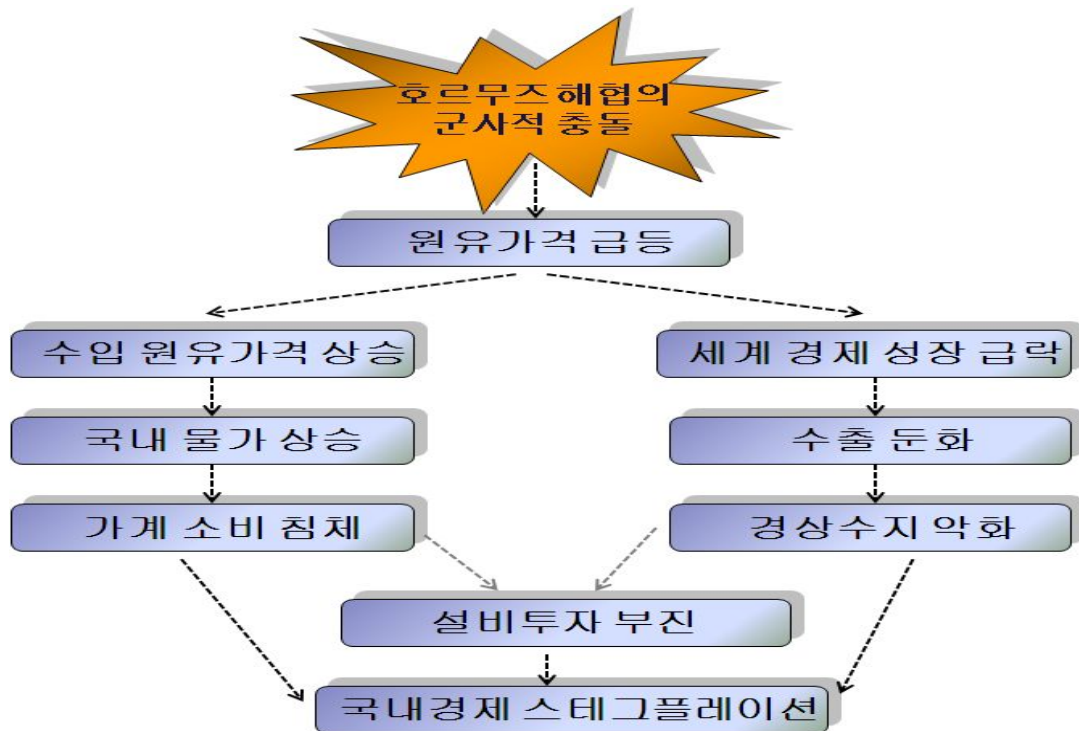 호르무즈 해협의
군사적 충돌
원유가격 급등
수입 원유가격 상승
세계 경제 성장 급락
국내 물가 상승
수출 둔화
가계 소비 침체
경상수지 악화
설비투자 부진
국내경제 스테그플레이션